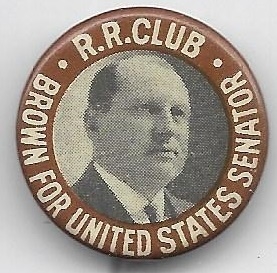 · R.R. CLUB ·
BROWN FOR UNITED STATES SENATOR